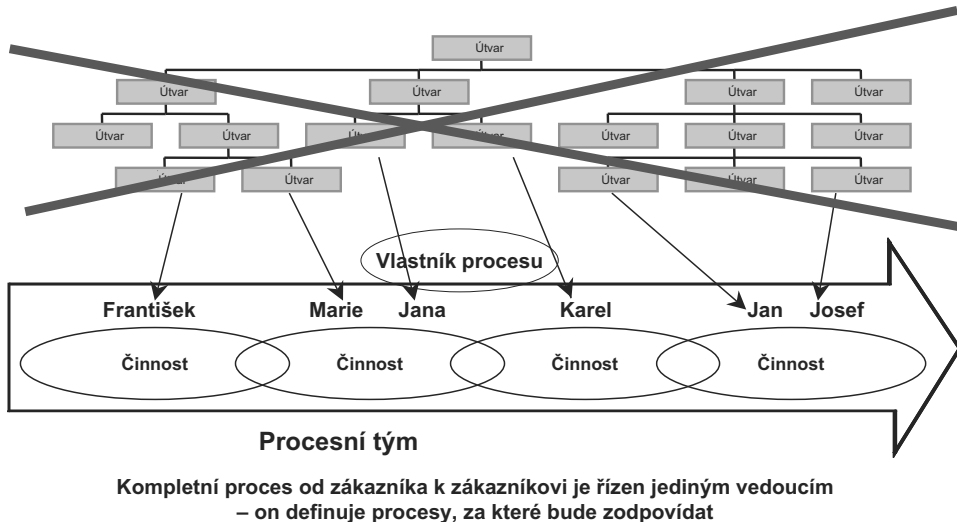 Útvar
Útvar Útvar Útvar Útvar
Útvar Útvar Útvar Útvar Útvar Útvar Útvar
Útvar Útvar Útvar Útvar Útvar
Vlastník procesu
František Marie Jana Karel Jan Josef
Činnost Činnost Činnost Činnost
Procesní tým
Kompletní proces od zákazníka k zákazníkovi je řízen jediným vedoucím
– on definuje procesy, za které bude zodpovídat